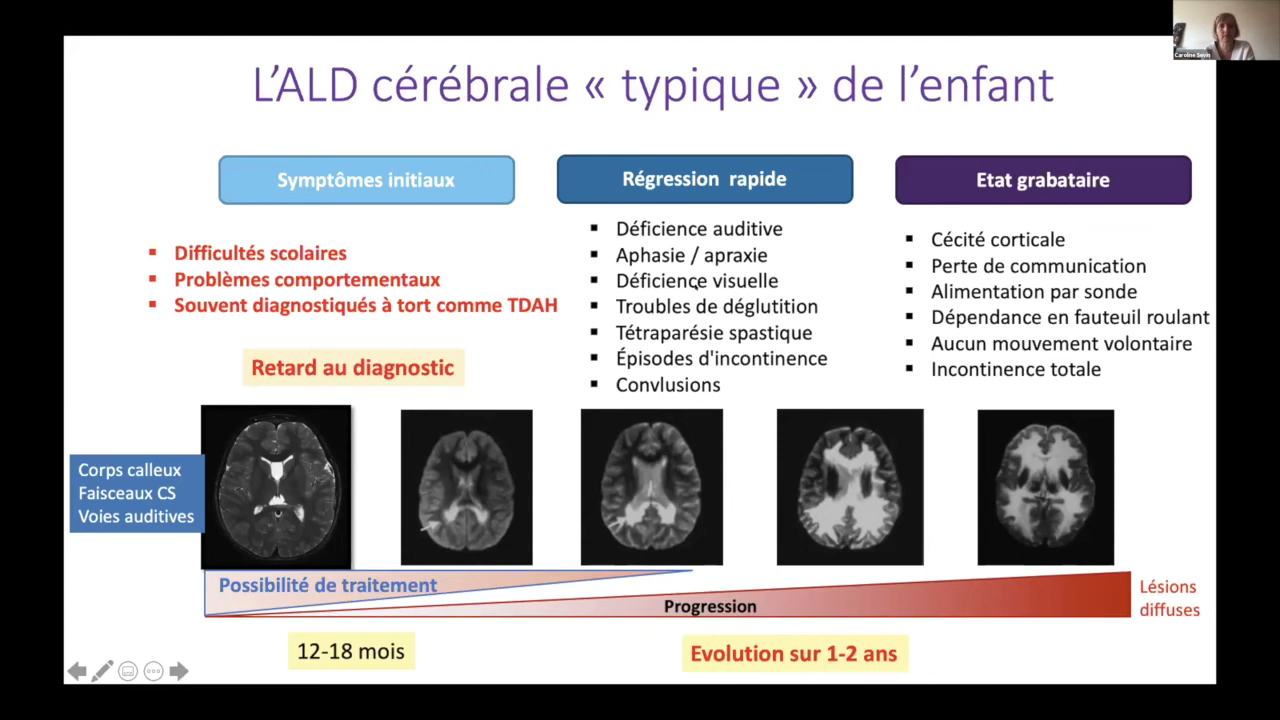 Caroline Sevin
L'ALD cérébrale « typique » de l'enfant
Symptômes initiaux
Difficultés scolaires
Problèmes comportementaux
Souvent diagnostiqués à tort comme TDAH
Retard au diagnostic
Régression rapide
Déficience auditive
Aphasie / apraxie
Déficience visuelle
Troubles de déglutition
Tétraparésie spastique
Épisodes d'incontinence
Convlusions
Etat grabataire
Cécité corticale
Perte de communication
Alimentation par sonde
Dépendance en fauteuil roulant
Aucun mouvement volontaire
Incontinence totale
Corps calleux
Faisceaux CS
Voies auditives
Possibilité de traitement
Progression
Lésions
diffuses
12-18 mois
Evolution sur 1-2 ans